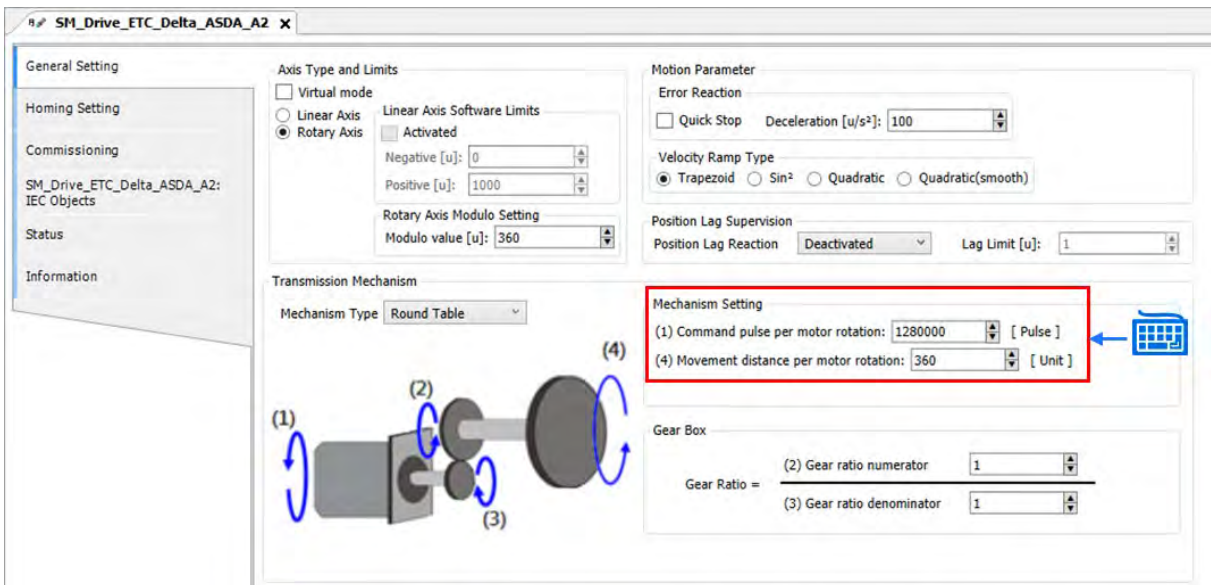 SM_Drive_ETC_Delta_ASDA_A2 X
General Setting
Homing Setting
Commissioning
SM_Drive_ETC_Delta_ASDA_A2:
IEC Objects
Status
Information
Axis Type and Limits
Virtual mode
Linear Axis
Rotary Axis
Linear Axis Software Limits
Activated
Negative [u]: 0
Positive [u]: 1000
Rotary Axis Modulo Setting
Modulo value [u]: 360
Motion Parameter
Error Reaction
Quick Stop Deceleration [u/s²]: 100
Velocity Ramp Type
Trapezoid Sin² Quadratic Quadratic(smooth)
Position Lag Supervision
Position Lag Reaction Deactivated Lag Limit [u]: 1
Transmission Mechanism
Mechanism Type Round Table
(1)
(2)
(3)
(4)
Mechanism Setting
(1) Command pulse per motor rotation: 1280000 [ Pulse ]
(4) Movement distance per motor rotation: 360 [ Unit ]
Gear Box
Gear Ratio =
(2) Gear ratio numerator 1
(3) Gear ratio denominator 1